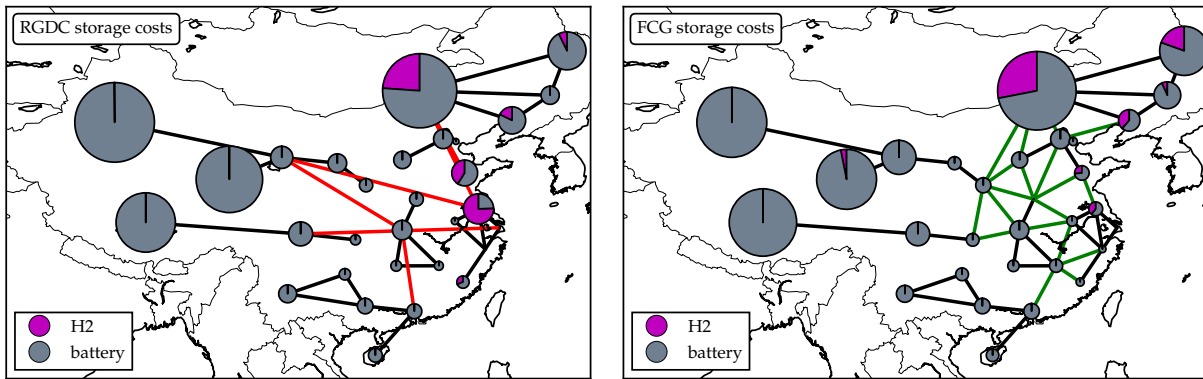 RGDC storage costs
H2
battery
FCG storage costs
H2
battery